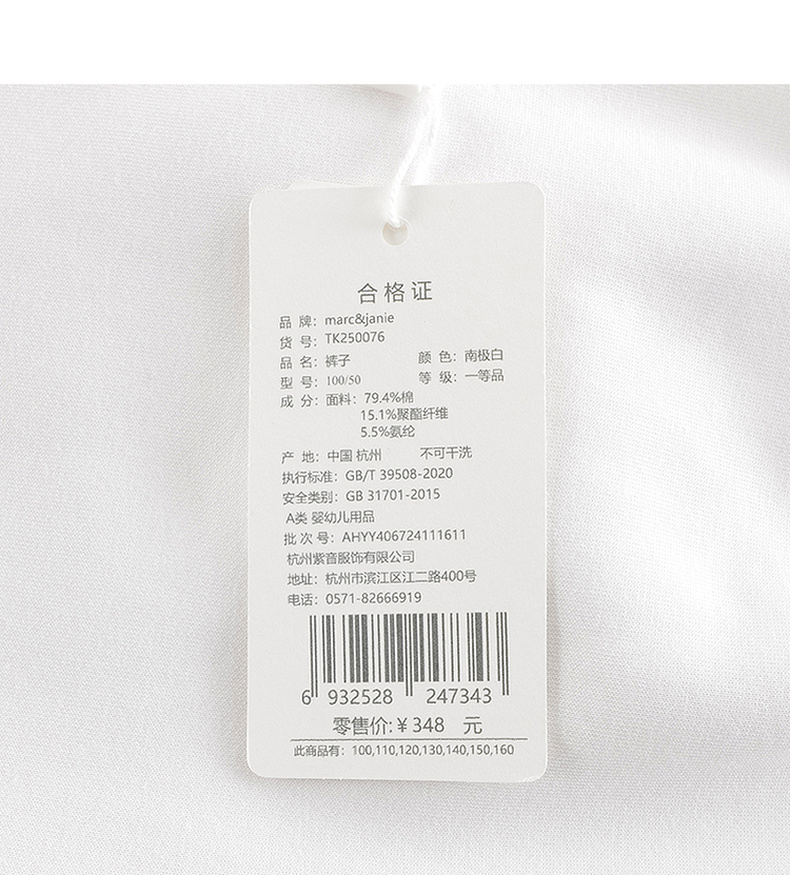 合格证
品 牌：marc&janie
货 号：TK250076
品 名：裤子 颜 色：南极白
型 号：100/50 等 级：一等品
成 分：面料：79.4%棉
15.1%聚酯纤维
5.5%氨纶
产 地：中国 杭州 不可干洗
执行标准：GB/T 39508-2020
安全类别：GB 31701-2015
A类 婴幼儿用品
批 次 号：AHYY406724111611
杭州紫音服饰有限公司
地址：杭州市滨江区江二路400号
电话：0571-82666919
6 932528 247343
零售价:¥348 元
此商品有：100,110,120,130,140,150,160